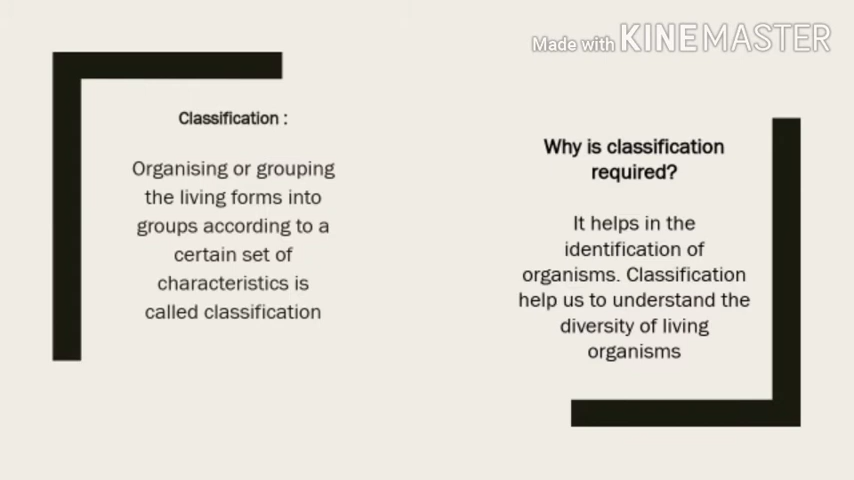 Made with KINEMASTER
Classification :
Organising or grouping
the living forms into
groups according to a
certain set of
characteristics is
called classification
Why is classification
required?
It helps in the
identification of
organisms. Classification
help us to understand the
diversity of living
organisms